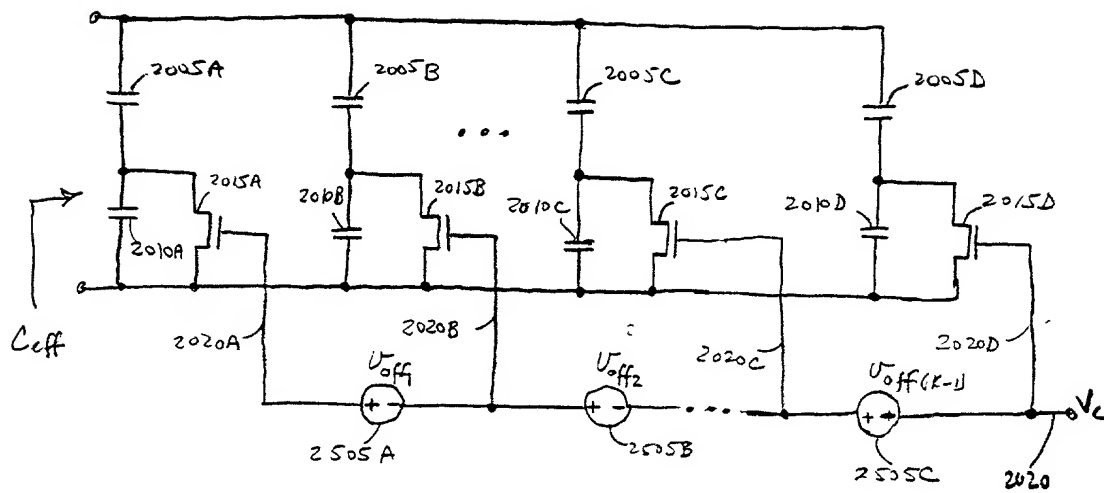 2005A
2005B
2005C
2005D
...
2015A
2010A
2010B
2015B
2010C
2015C
2010D
2015D
Ceff
2020A
2020B
2020C
2020D
Voff1
+ -
2505A
Voff2
+ -
2505B
...
Voff(K-1)
2505C
Vc
2020